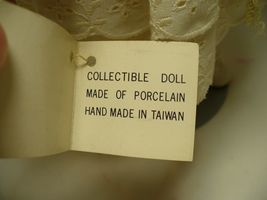 COLLECTIBLE DOLL
MADE OF PORCELAIN
HAND MADE IN TAIWAN